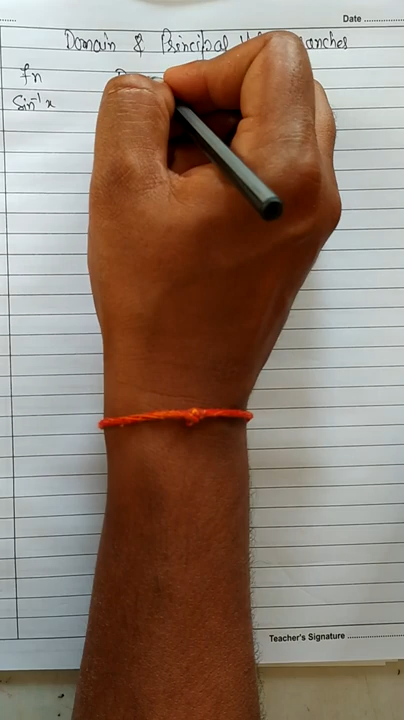 Date
Domain & Principal
fn
Sin⁻¹x
Teacher's Signature